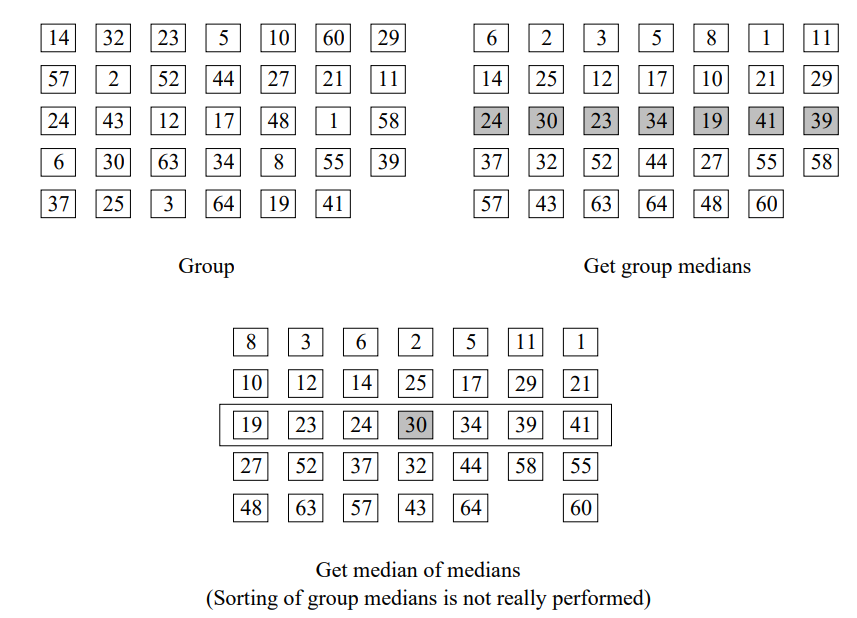 14 32 23 5 10 60 29
57 2 52 44 27 21 11
24 43 12 17 48 1 58
6 30 63 34 8 55 39
37 25 3 64 19 41
Group
6 2 3 5 8 1 11
14 25 12 17 10 21 29
24 30 23 34 19 41 39
37 32 52 44 27 55 58
57 43 63 64 48 60
Get group medians
8 3 6 2 5 11 1
10 12 14 25 17 29 21
19 23 24 30 34 39 41
27 52 37 32 44 58 55
48 63 57 43 64 60
Get median of medians
(Sorting of group medians is not really performed)